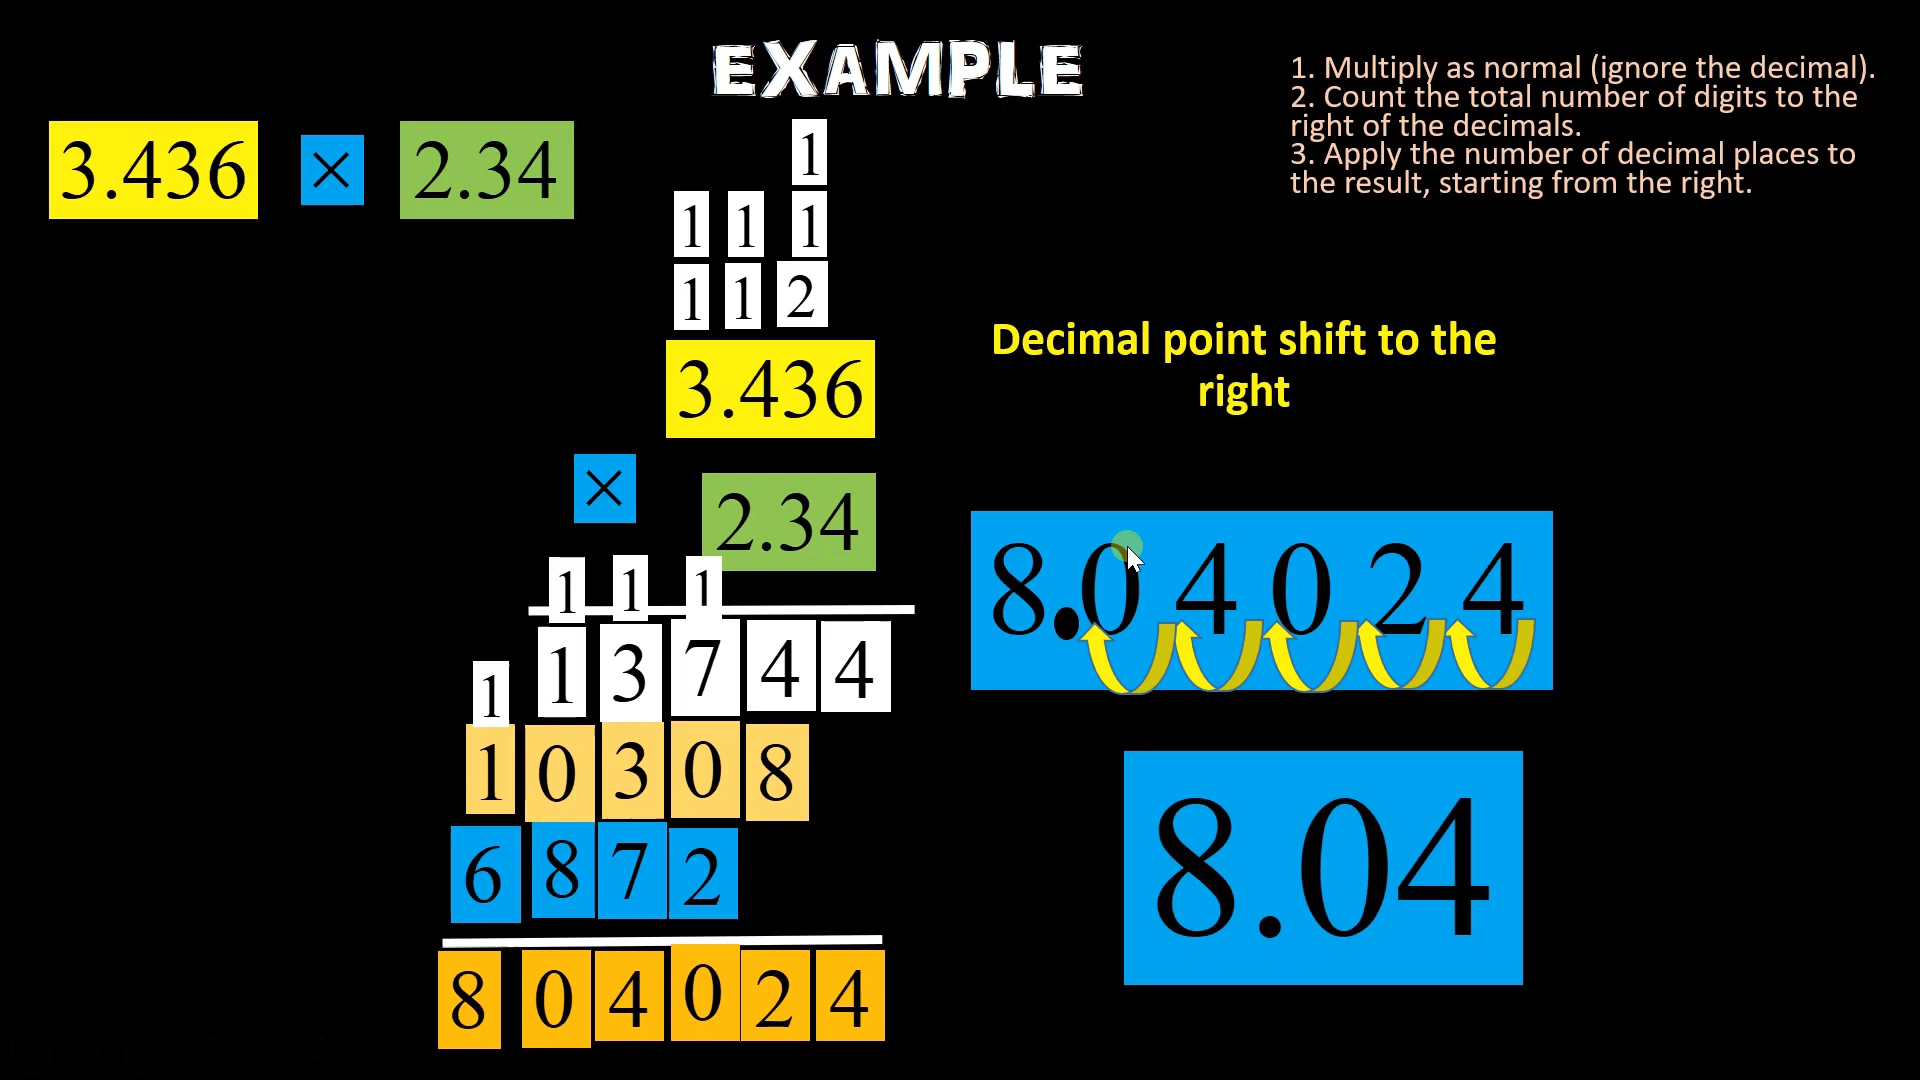 EXAMPLE
1. Multiply as normal (ignore the decimal).
2. Count the total number of digits to the
right of the decimals.
3. Apply the number of decimal places to
the result, starting from the right.
3.436 × 2.34
1
1 1 1
1 1 2
3.436
× 2.34
1 1 1
1 3 7 4 4
1
1 0 3 0 8
6 8 7 2
8 0 4 0 2 4
Decimal point shift to the
right
8.0 4 0 2 4
8.04